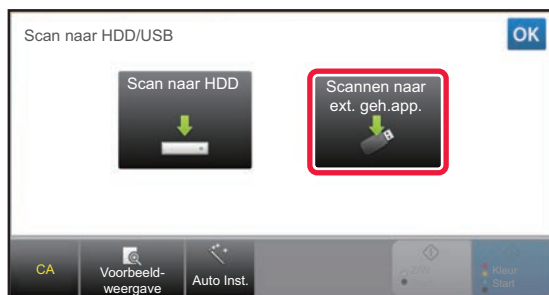 Scan naar HDD/USB
OK
Scan naar HDD
Scannen naar
ext. geh.app.
CA
Voorbeeld-
weergave
Auto Inst.
Kleur
Start